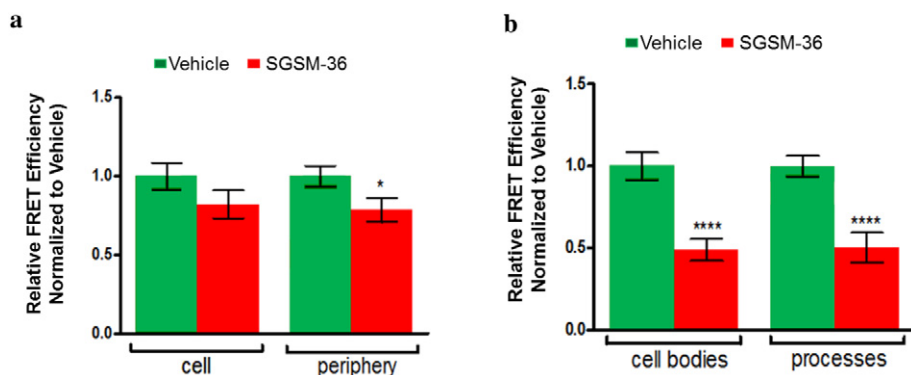 a
Vehicle SGSM-36
Relative FRET Efficiency
Normalized to Vehicle)
1.5
1.0
0.5
0.0
*
cell periphery
b
Vehicle SGSM-36
Relative FRET Efficiency
Normalized to Vehicle)
1.5
1.0
0.5
0.0
**** ****
cell bodies processes